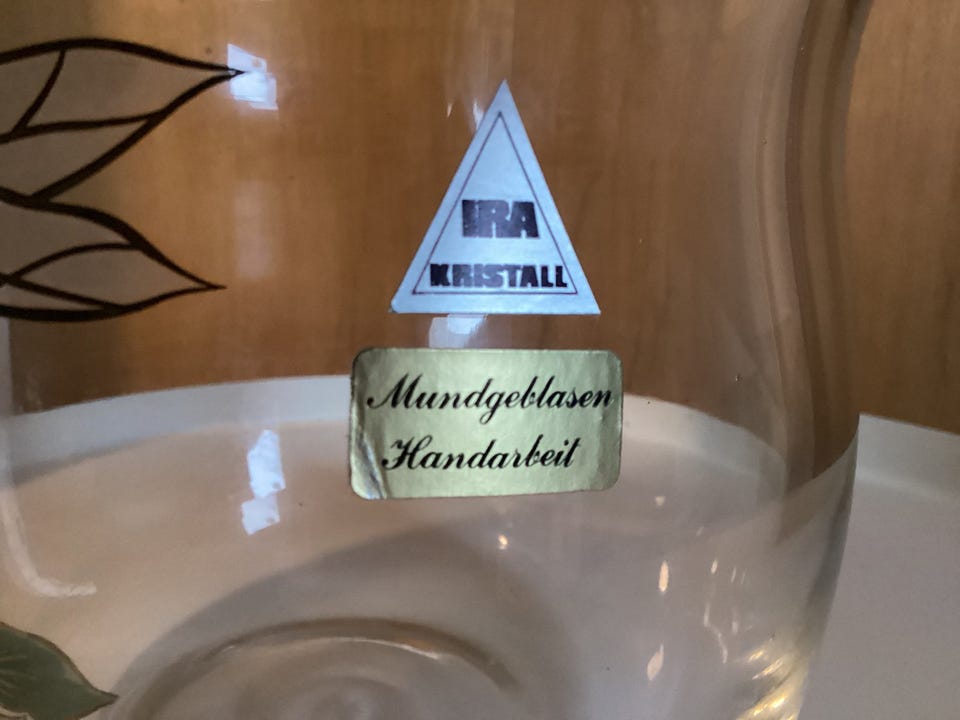 IRA
KRISTALL
Mundgeblasen
Handarbeit